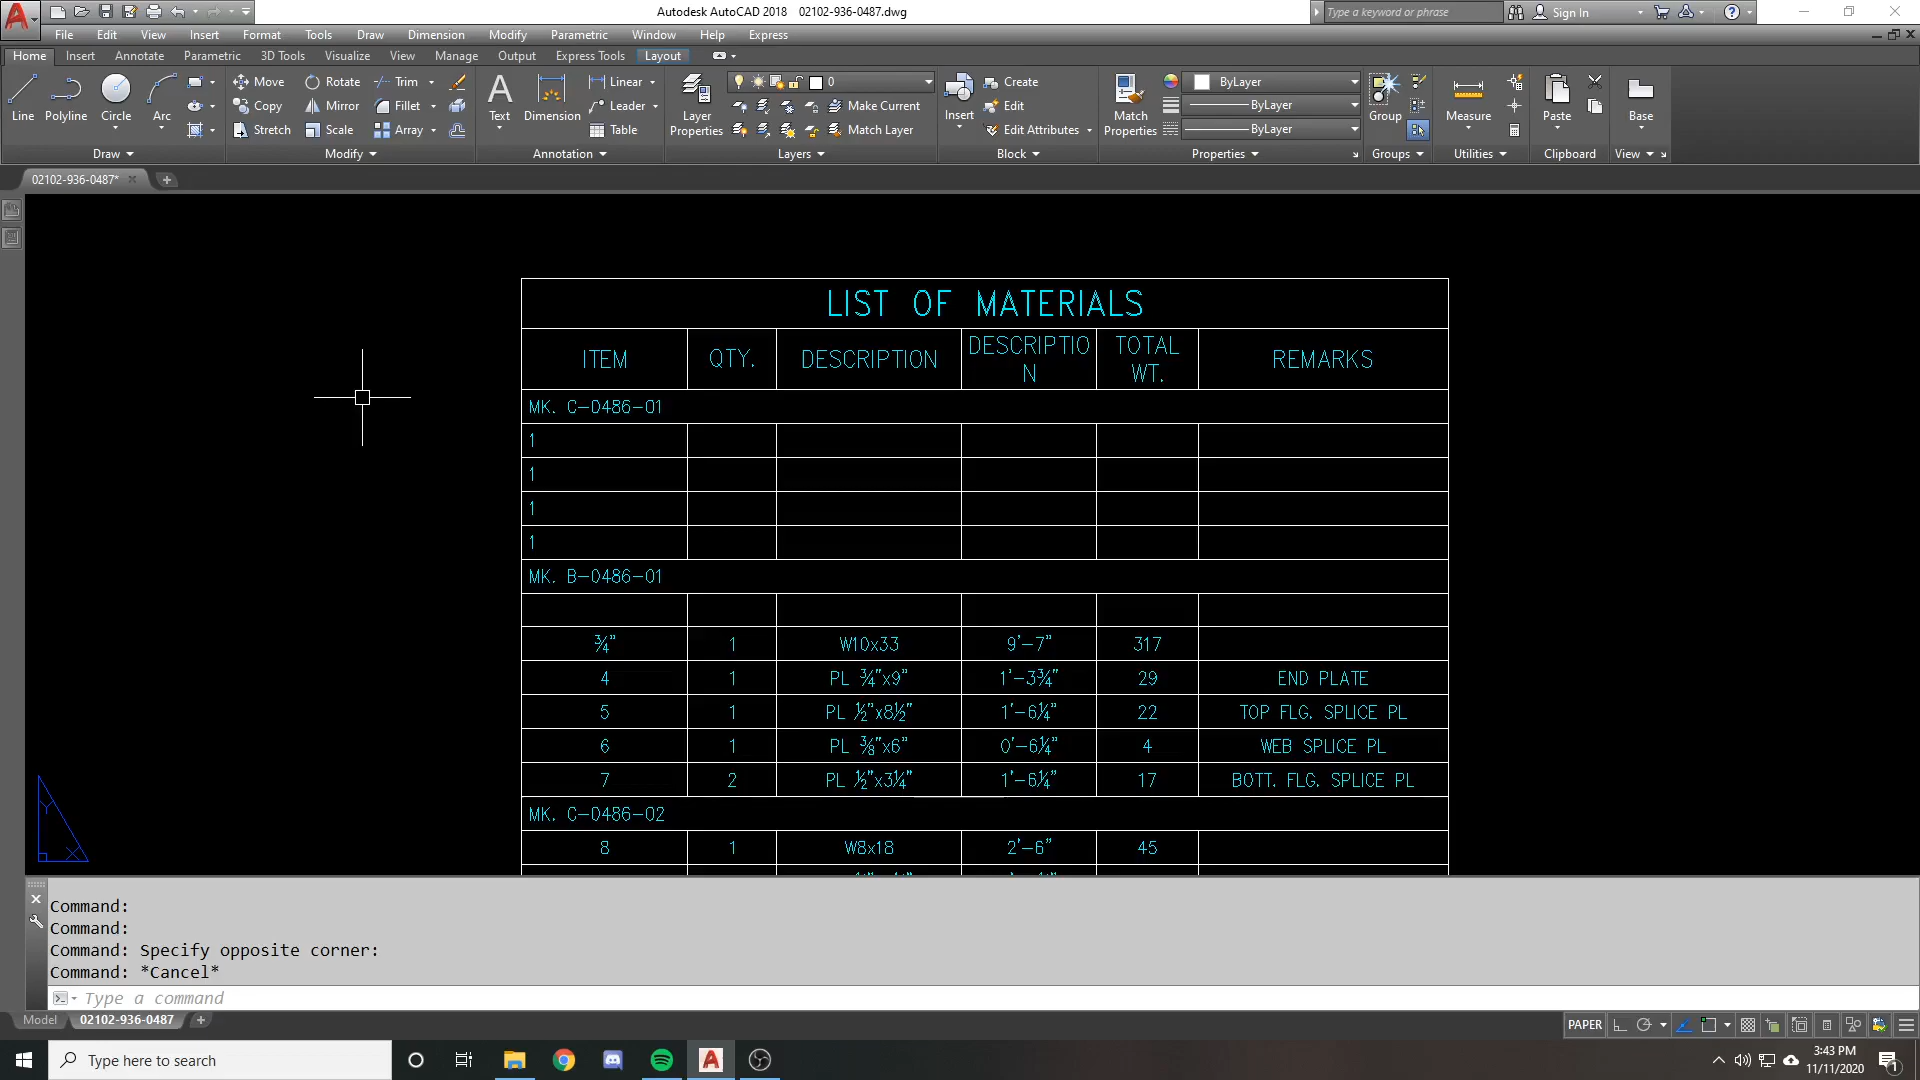 Autodesk AutoCAD 2018 02102-936-0487.dwg
Type a keyword or phrase
Sign In
File Edit View Insert Format Tools Draw Dimension Modify Parametric Window Help Express
Home Insert Annotate Parametric 3D Tools Visualize View Manage Output Express Tools Layout
Line Polyline Circle Arc
Move Rotate Trim
Copy Mirror Fillet
Stretch Scale Array
Text Dimension
Linear
Leader
Table
Layer Properties
0
Make Current
Match Layer
Insert
Create
Edit
Edit Attributes
Match Properties
ByLayer
ByLayer
ByLayer
Group
Measure
Paste
Base
Draw Modify Annotation Layers Block Properties Groups Utilities Clipboard View
02102-936-0487*
LIST OF MATERIALS
ITEM QTY. DESCRIPTION DESCRIPTIO
N TOTAL
WT. REMARKS
MK. C-0486-01
1
1
1
1
MK. B-0486-01
¾" 1 W10x33 9'-7" 317
4 1 PL ¾"x9" 1'-3¾" 29 END PLATE
5 1 PL ½"x8½" 1'-6¼" 22 TOP FLG. SPLICE PL
6 1 PL ⅜"x6" 0'-6¼" 4 WEB SPLICE PL
7 2 PL ½"x3¼" 1'-6¼" 17 BOTT. FLG. SPLICE PL
MK. C-0486-02
8 1 W8x18 2'-6" 45
Y
X
Command:
Command:
Command: Specify opposite corner:
Command: *Cancel*
Type a command
Model 02102-936-0487
PAPER
Type here to search
3:43 PM
11/11/2020
1